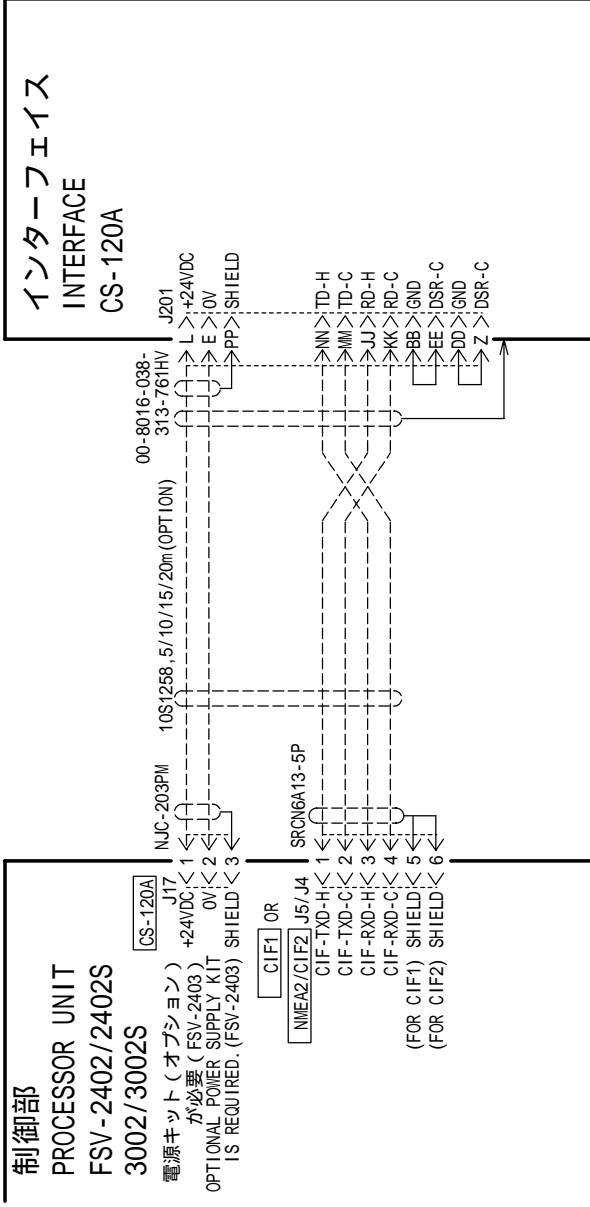 制御部
PROCESSOR UNIT
FSV-2402/2402S
3002/3002S
電源キット(オプション)
が必要(FSV-2403)
OPTIONAL POWER SUPPLY KIT
IS REQUIRED.(FSV-2403)
CS-120A
J17
+24VDC 1
0V 2
SHIELD 3
NJC-203PM
CIF1 OR
NMEA2/CIF2 J5/J4
CIF-TXD-H 1
CIF-TXD-C 2
CIF-RXD-H 3
CIF-RXD-C 4
(FOR CIF1) SHIELD 5
(FOR CIF2) SHIELD 6
SRCN6A13-5P
10S1258,5/10/15/20m(OPTION)
00-8016-038-
313-761HV
インターフェイス
INTERFACE
CS-120A
J201
L +24VDC
E 0V
PP SHIELD
NN TD-H
MM TD-C
JJ RD-H
KK RD-C
BB GND
EE DSR-C
DD GND
Z DSR-C